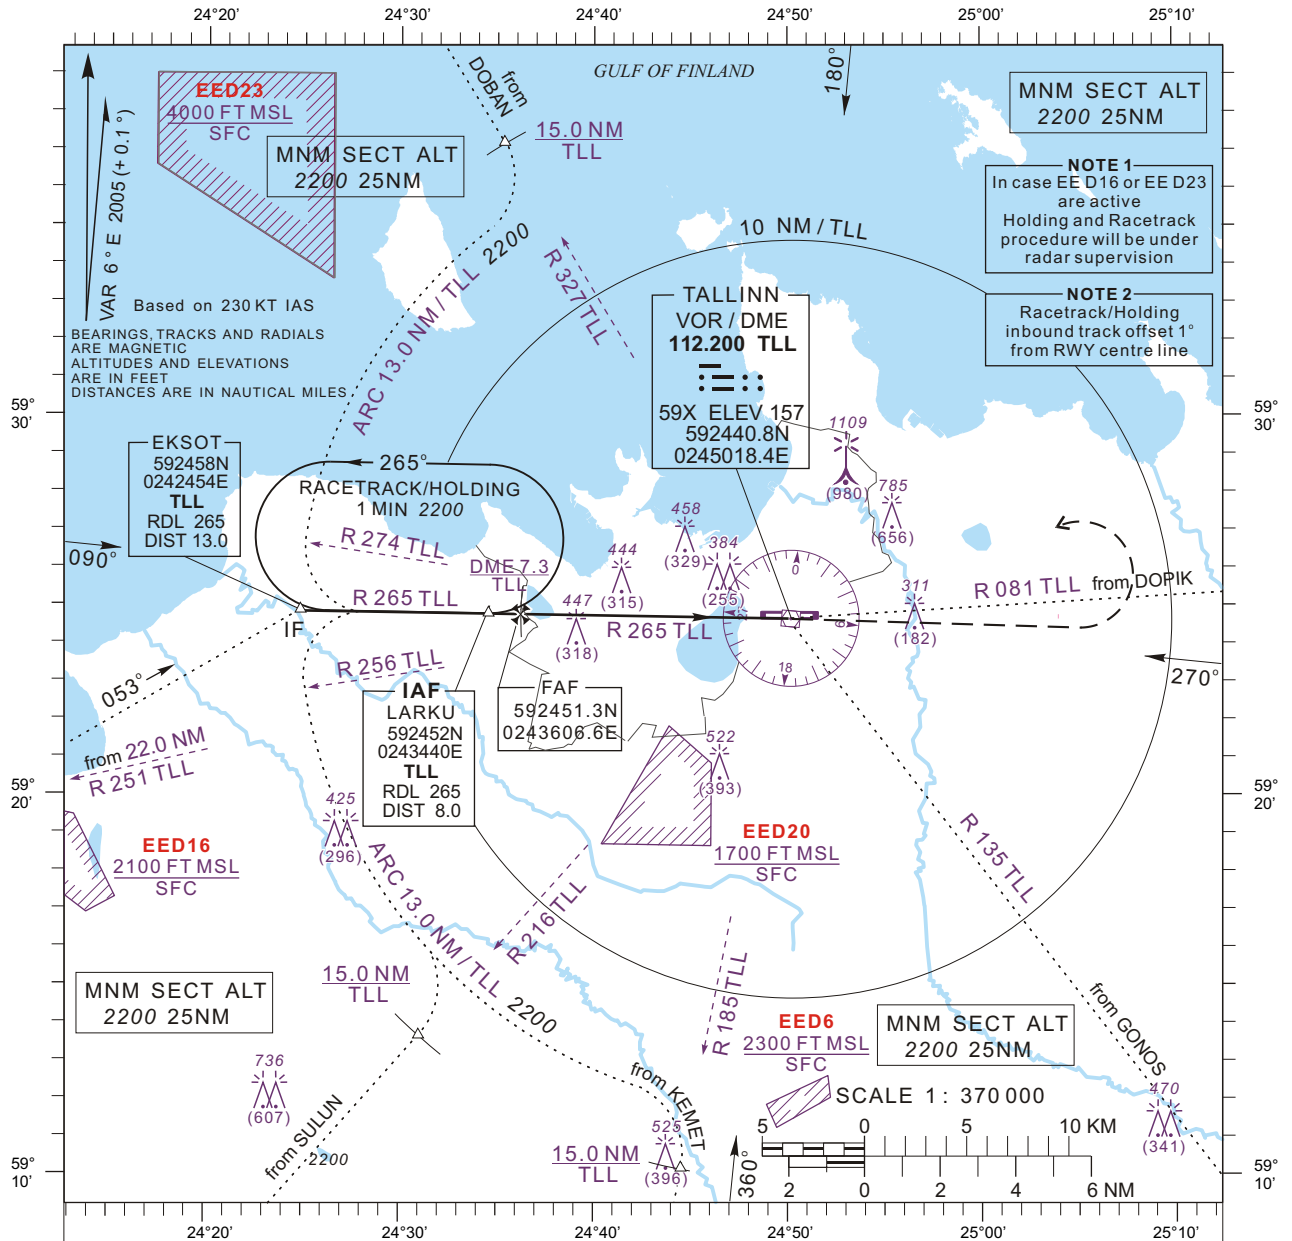 24°20’ 24°30’ 24°40’ 24°50’ 25°00’ 25°10’
GULF OF FINLAND
from
DOBAN
180°
15.0 NM
TLL
EED23
4000 FT MSL
SFC
MNM SECT ALT
2200 25NM
MNM SECT ALT
2200 25NM
VAR 6° E 2005 (+ 0.1°)
NOTE 1
In case EE D16 or EE D23
are active
Holding and Racetrack
procedure will be under
radar supervision
NOTE 2
Racetrack/Holding
inbound track offset 1°
from RWY centre line
10 NM / TLL
2200
R 327 TLL
ARC 13.0 NM / TLL
Based on 230 KT IAS
BEARINGS, TRACKS AND RADIALS
ARE MAGNETIC
ALTITUDES AND ELEVATIONS
ARE IN FEET
DISTANCES ARE IN NAUTICAL MILES
TALLINN
VOR / DME
112.200 TLL
59X ELEV 157
592440.8N
0245018.4E
59°
30’
59°
30’
EKSOT
592458N
0242454E
TLL
RDL 265
DIST 13.0
265°
RACETRACK/HOLDING
1 MIN 2200
1109
(980)
785
(656)
458
(329)
384
(255)
444
(315)
447
(318)
311
(182)
090°
R 274 TLL
DME 7.3
TLL
R 265 TLL
R 265 TLL
R 081 TLL
from DOPIK
0
9
18
IF
R 256 TLL
053°
270°
IAF
LARKU
592452N
0243440E
TLL
RDL 265
DIST 8.0
FAF
592451.3N
0243606.6E
from 22.0 NM
R 251 TLL
522
(393)
59°
20’
59°
20’
EED16
2100 FT MSL
SFC
425
(296)
EED20
1700 FT MSL
SFC
R 135 TLL
ARC 13.0 NM / TLL
2200
R 216 TLL
R 185 TLL
15.0 NM
TLL
MNM SECT ALT
2200 25NM
EED6
2300 FT MSL
SFC
MNM SECT ALT
2200 25NM
from GONOS
736
(607)
from SULUN
2200
from KEMET
525
(396)
15.0 NM
TLL
360°
470
(341)
SCALE 1 : 370 000
5 0 5 10 KM
2 0 2 4 6 NM
59°
10’
59°
10’
24°20’ 24°30’ 24°40’ 24°50’ 25°00’ 25°10’